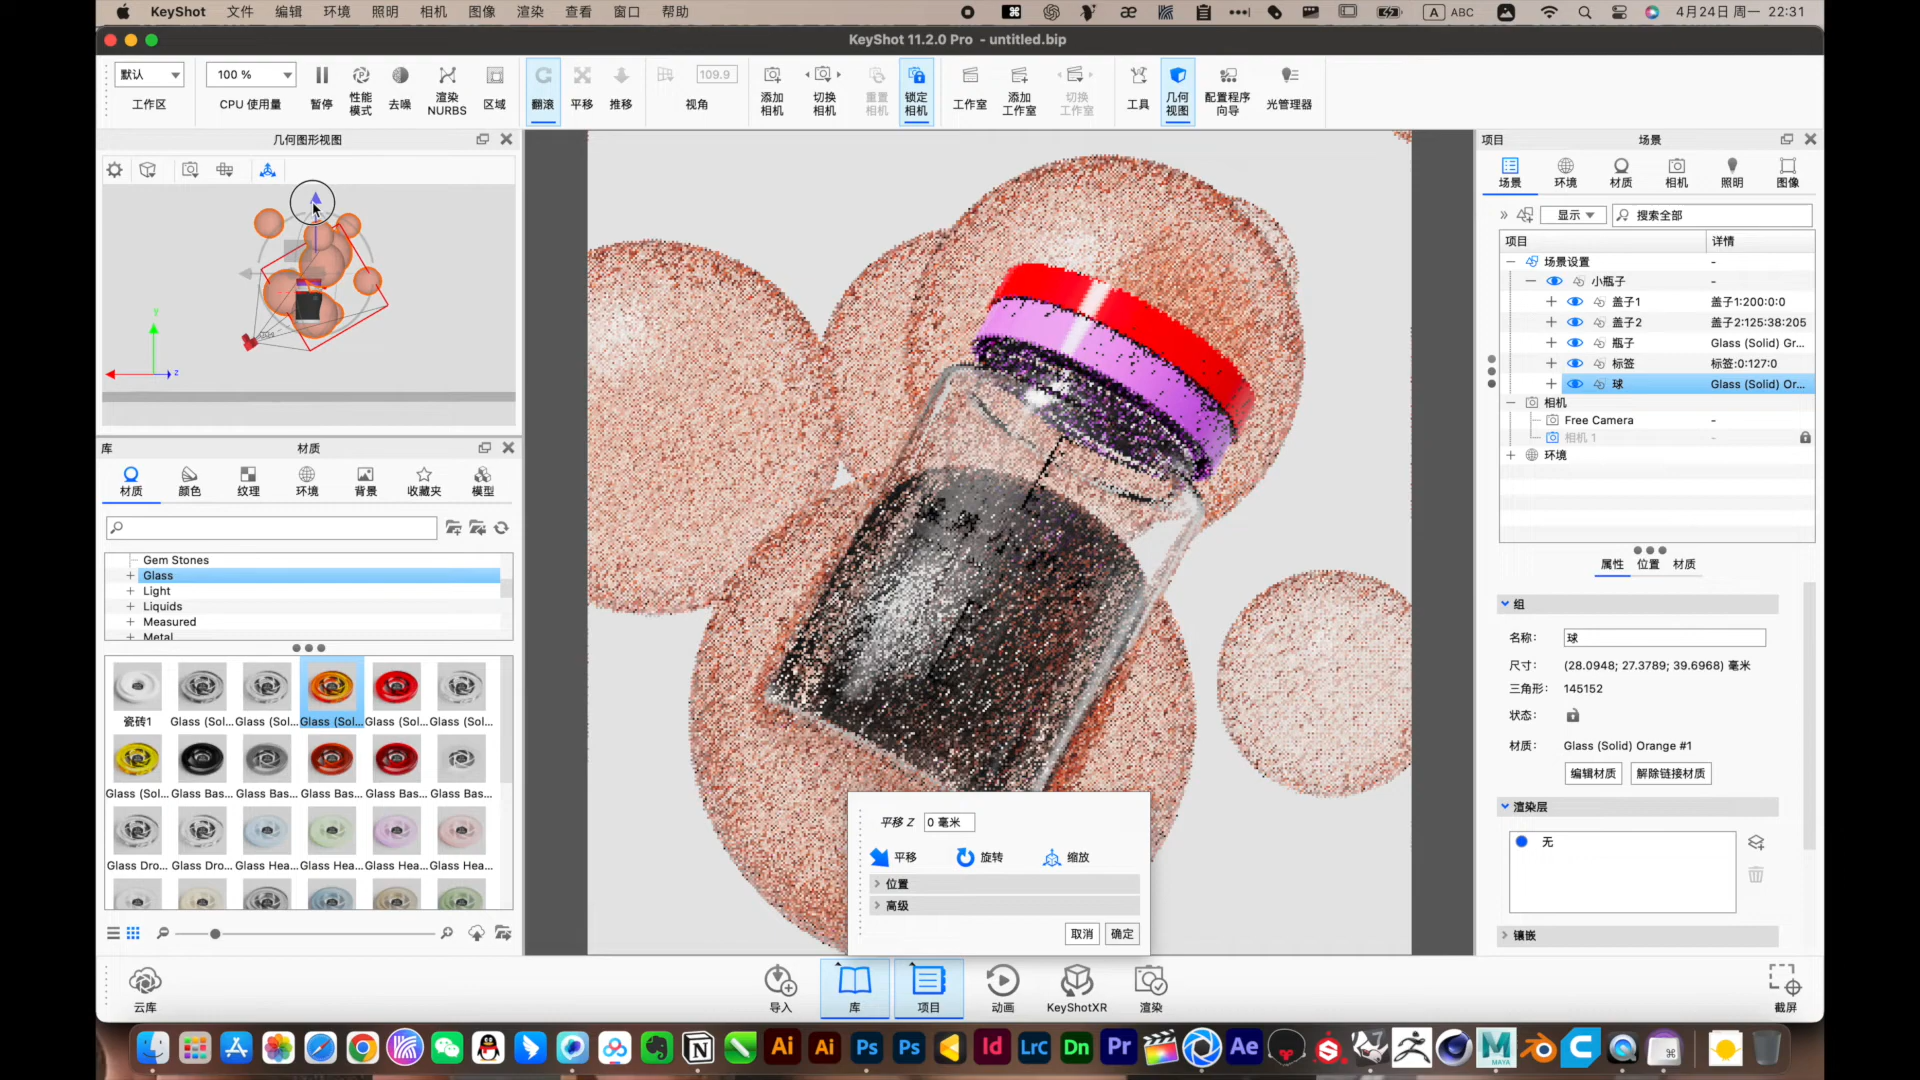 KeyShot 文件 编辑 环境 照明 相机 图像 渲染 查看 窗口 帮助
A ABC 4月24日 周一 22:31
KeyShot 11.2.0 Pro - untitled.bip
默认 100 % 109.9
工作区 CPU 使用量 暂停 性能模式 去噪 渲染NURBS 区域 翻滚 平移 推移 视角 添加相机 切换相机 重置相机 锁定相机 工作室 添加工作室 切换工作室 工具 几何视图 配置程序向导 光管理器
几何图形视图
Y
Z
库 材质
材质 颜色 纹理 环境 背景 收藏夹 模型
Gem Stones
Glass
Light
Liquids
Measured
Metal
瓷砖1 Glass (Sol... Glass (Sol... Glass (Sol... Glass (Sol... Glass (Sol...
Glass (Sol... Glass Bas... Glass Bas... Glass Bas... Glass Bas... Glass Bas...
Glass Dro... Glass Dro... Glass Hea... Glass Hea... Glass Hea... Glass Hea...
平移 Z 0 毫米
平移 旋转 缩放
位置
高级
取消 确定
项目 场景
场景 环境 材质 相机 照明 图像
显示 搜索全部
项目 详情
场景设置 -
小瓶子 -
盖子1 盖子1:200:0:0
盖子2 盖子2:125:38:205
瓶子 Glass (Solid) Gr...
标签 标签:0:127:0
球 Glass (Solid) Or...
相机
Free Camera -
相机 1 -
环境
属性 位置 材质
组
名称: 球
尺寸: (28.0948; 27.3789; 39.6968) 毫米
三角形: 145152
状态:
材质: Glass (Solid) Orange #1
编辑材质 解除链接材质
渲染层
无
镶嵌
云库 导入 库 项目 动画 KeyShotXR 渲染 截屏
Ai Ai Ps Ps Id LrC Dn Pr Ae MAYA